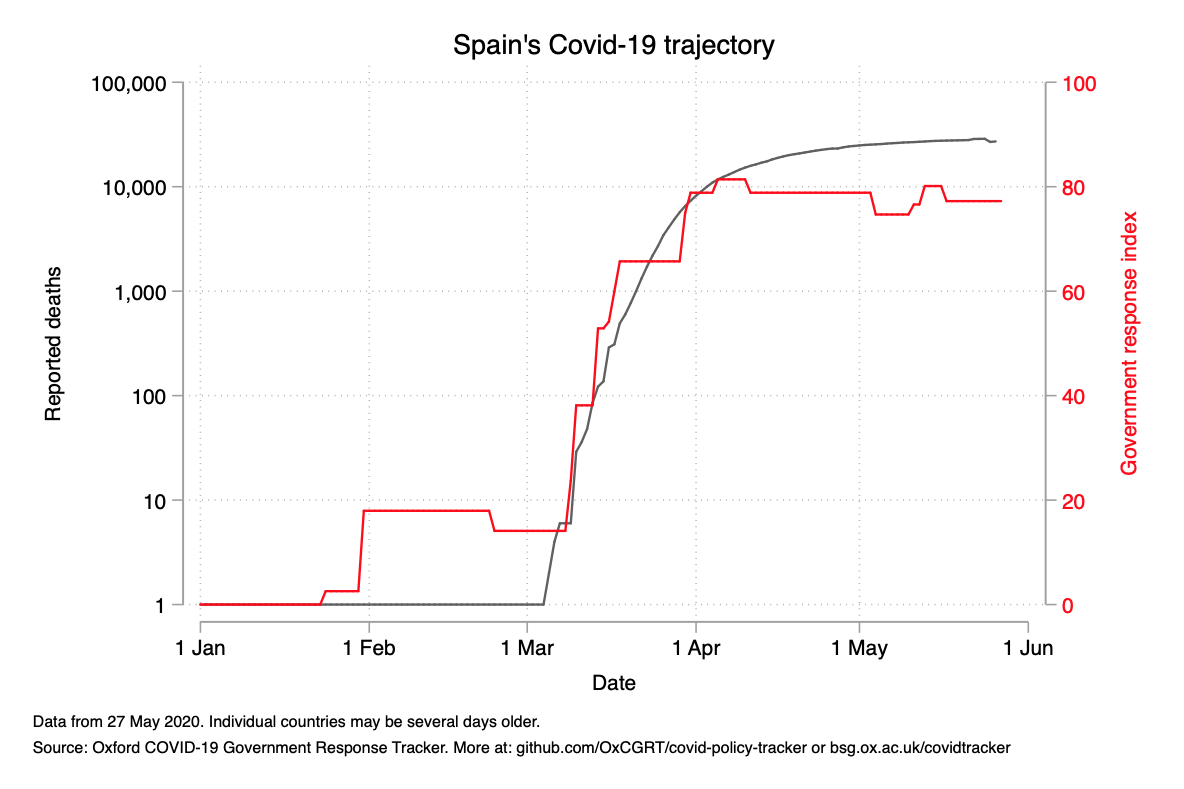 Spain's Covid-19 trajectory
100,000
10,000
1,000
100
10
1
Reported deaths
100
80
60
40
20
0
Government response index
1 Jan
1 Feb
1 Mar
1 Apr
1 May
1 Jun
Date
Data from 27 May 2020. Individual countries may be several days older.
Source: Oxford COVID-19 Government Response Tracker. More at: github.com/OxCGRT/covid-policy-tracker or bsg.ox.ac.uk/covidtracker